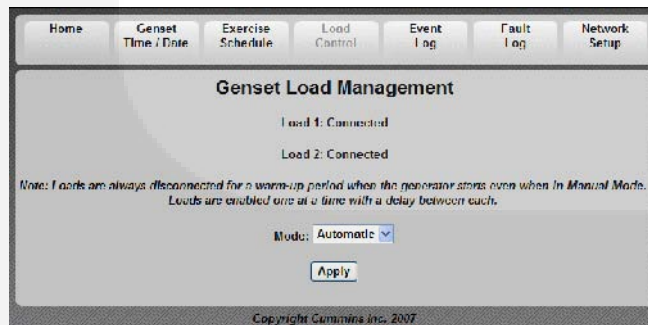 Home
Genset
Time / Date
Exercise
Schedule
Load
Control
Event
Log
Fault
Log
Network
Setup
Genset Load Management
Load 1: Connected
Load 2: Connected
Note: Loads are always disconnected for a warm-up period when the generator starts even when in Manual Mode.
Loads are enabled one at a time with a delay between each.
Mode: Automatic
Apply
Copyright Cummins Inc. 2007